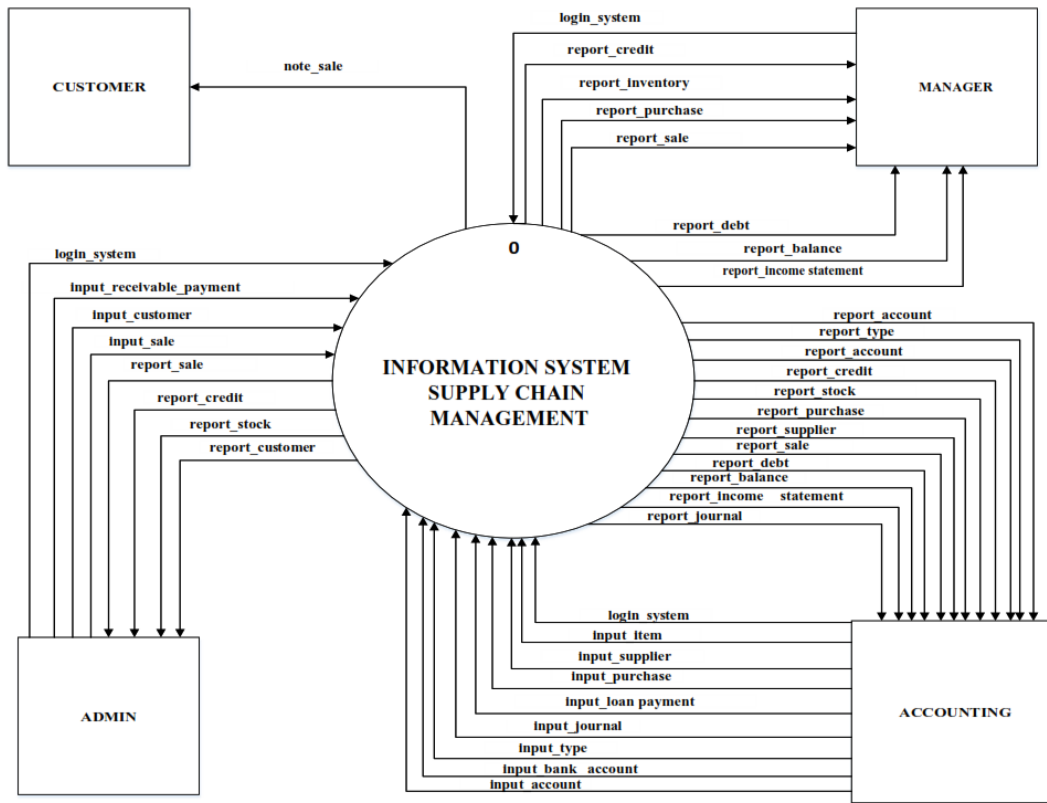 login_system
report_credit
note_sale
CUSTOMER
report_inventory
MANAGER
report_purchase
report_sale
report_debt
0
report_balance
login_system
report_income statement
input_receivable_payment
input_customer
report_account
report_type
input_sale
report_account
report_sale
INFORMATION SYSTEM
SUPPLY CHAIN
MANAGEMENT
report_credit
report_stock
report_credit
report_purchase
report_stock
report_supplier
report_customer
report_sale
report_debt
report_balance
report_income statement
report_journal
login_system
input_item
input_supplier
input_purchase
input_loan payment
ADMIN
ACCOUNTING
input_journal
input_type
input_bank account
input_account